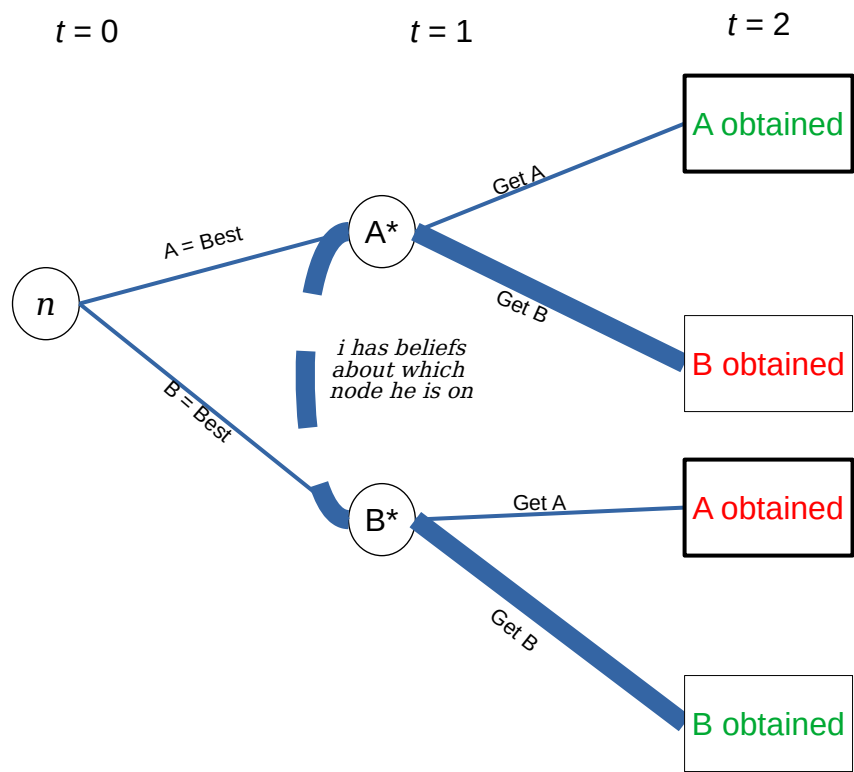 t = 0
t = 1
t = 2
A obtained
Get A
A = Best
A*
n
Get B
i has beliefs
about which
node he is on
B obtained
B = Best
Get A
A obtained
B*
Get B
B obtained